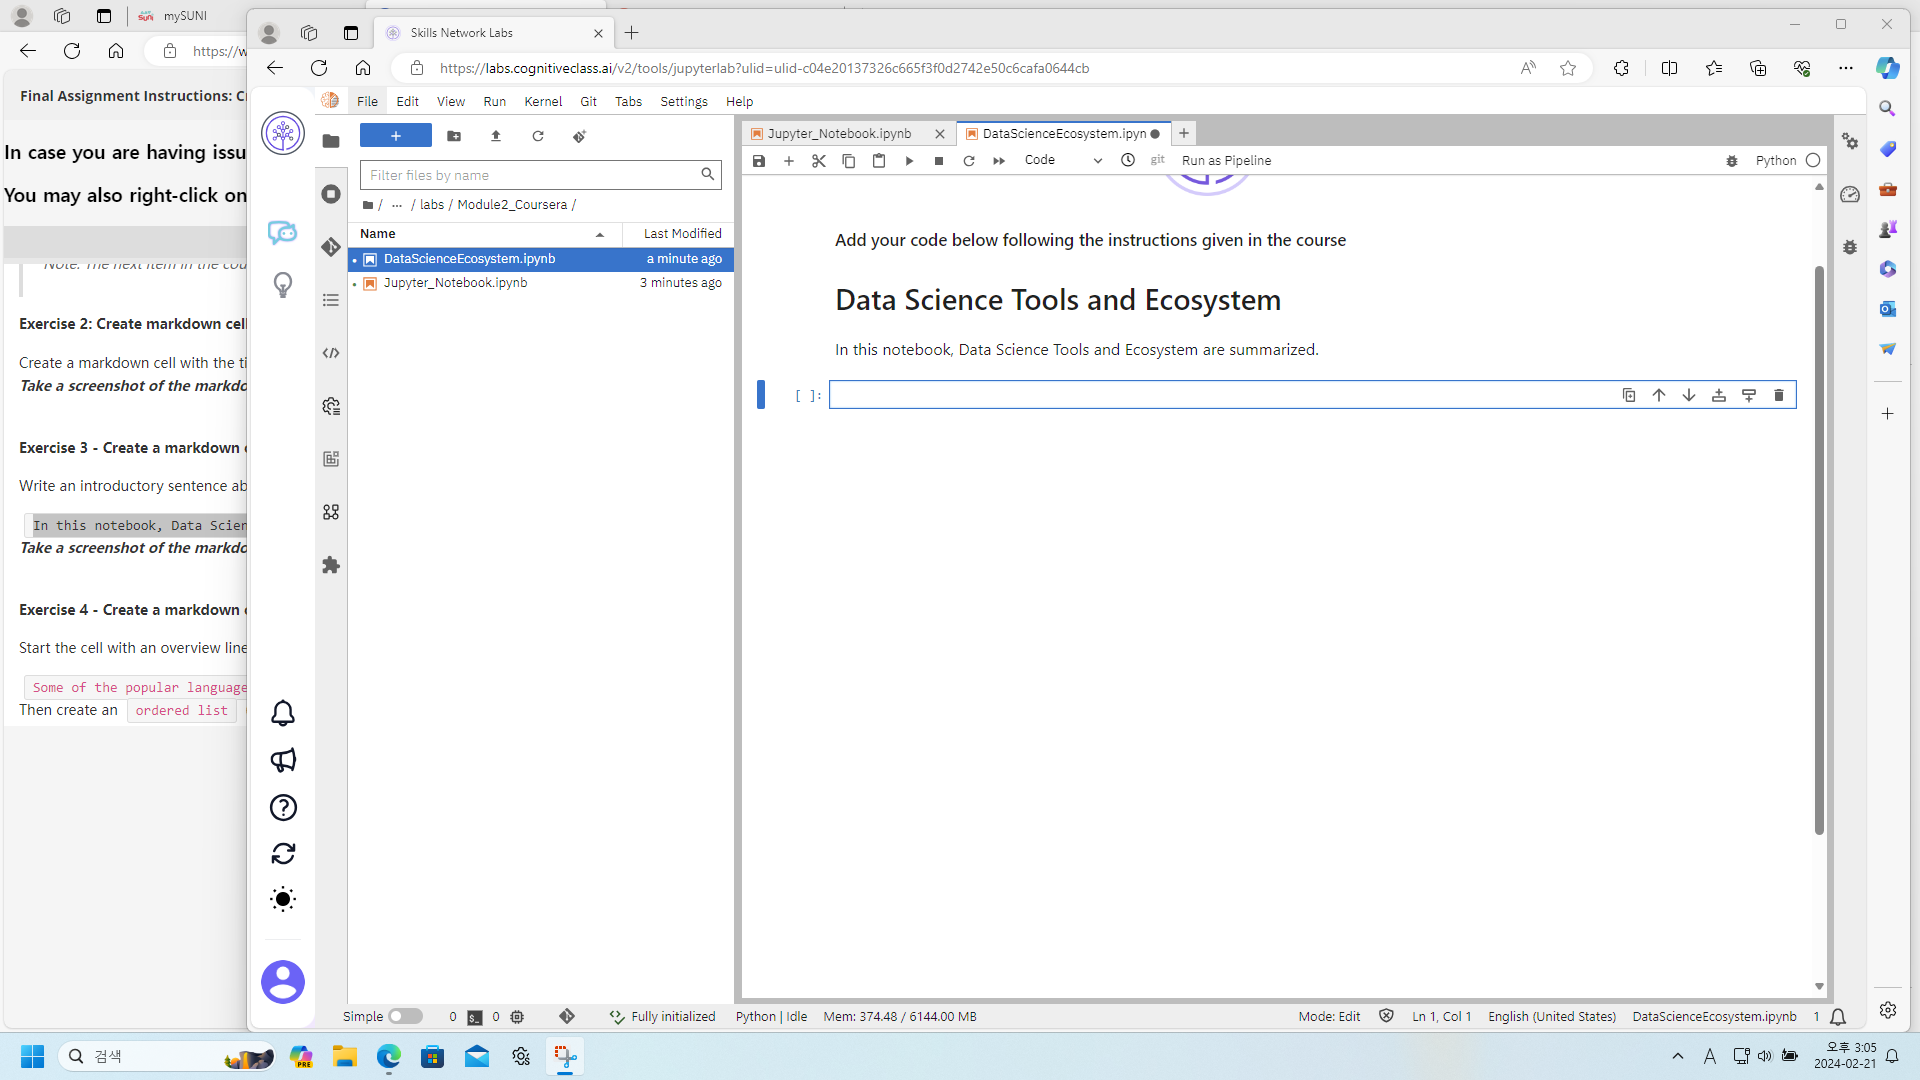 mySUNI
https://w
Final Assignment Instructions: Cr
In case you are having issu
You may also right-click on
Note: The next item in the cou
Exercise 2: Create markdown cell
Create a markdown cell with the ti
Take a screenshot of the markdo
Exercise 3 - Create a markdown c
Write an introductory sentence ab
In this notebook, Data Scien
Take a screenshot of the markdo
Exercise 4 - Create a markdown c
Start the cell with an overview line
Some of the popular language
Then create an ordered list
Skills Network Labs
https://labs.cognitiveclass.ai/v2/tools/jupyterlab?ulid=ulid-c04e20137326c665f3f0d2742e50c6cafa0644cb
File Edit View Run Kernel Git Tabs Settings Help
Filter files by name
/ ··· / labs / Module2_Coursera /
Name Last Modified
DataScienceEcosystem.ipynb a minute ago
Jupyter_Notebook.ipynb 3 minutes ago
Jupyter_Notebook.ipynb DataScienceEcosystem.ipyn
Code git Run as Pipeline Python
Add your code below following the instructions given in the course
Data Science Tools and Ecosystem
In this notebook, Data Science Tools and Ecosystem are summarized.
[ ]:
Simple 0 0 Fully initialized Python | Idle Mem: 374.48 / 6144.00 MB Mode: Edit Ln 1, Col 1 English (United States) DataScienceEcosystem.ipynb 1
검색 PRE A 오후 3:05
2024-02-21